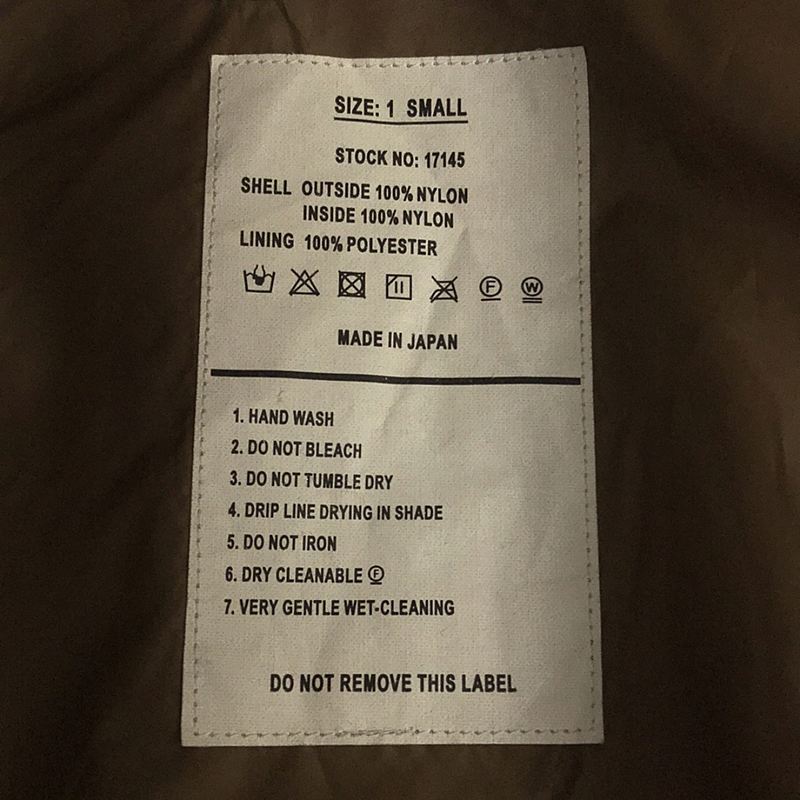 SIZE: 1 SMALL
STOCK NO: 17145
SHELL OUTSIDE 100% NYLON
INSIDE 100% NYLON
LINING 100% POLYESTER
F W
MADE IN JAPAN
1. HAND WASH
2. DO NOT BLEACH
3. DO NOT TUMBLE DRY
4. DRIP LINE DRYING IN SHADE
5. DO NOT IRON
6. DRY CLEANABLE Ⓕ
7. VERY GENTLE WET-CLEANING
DO NOT REMOVE THIS LABEL